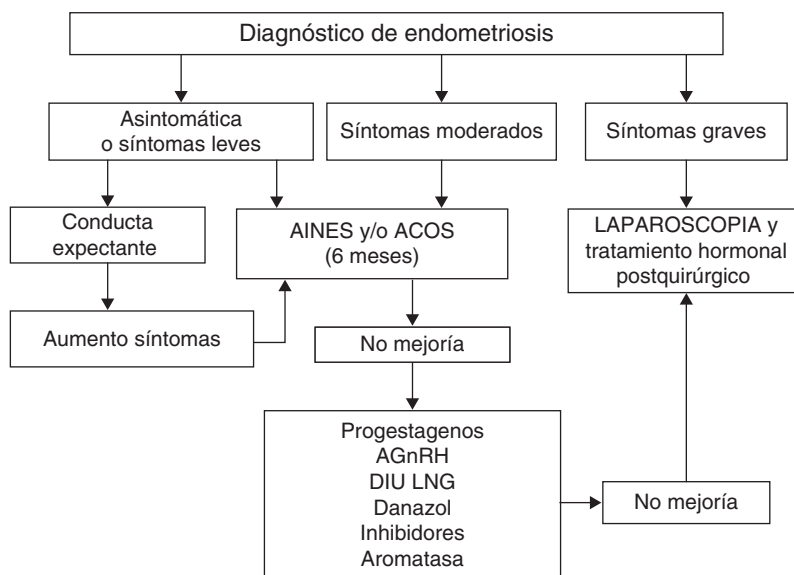 Diagnóstico de endometriosis
Asintomática
o síntomas leves
Síntomas moderados
Síntomas graves
Conducta
expectante
AINES y/o ACOS
(6 meses)
LAPAROSCOPIA y
tratamiento hormonal
postquirúrgico
Aumento síntomas
No mejoría
Progestagenos
AGnRH
DIU LNG
Danazol
Inhibidores
Aromatasa
No mejoría